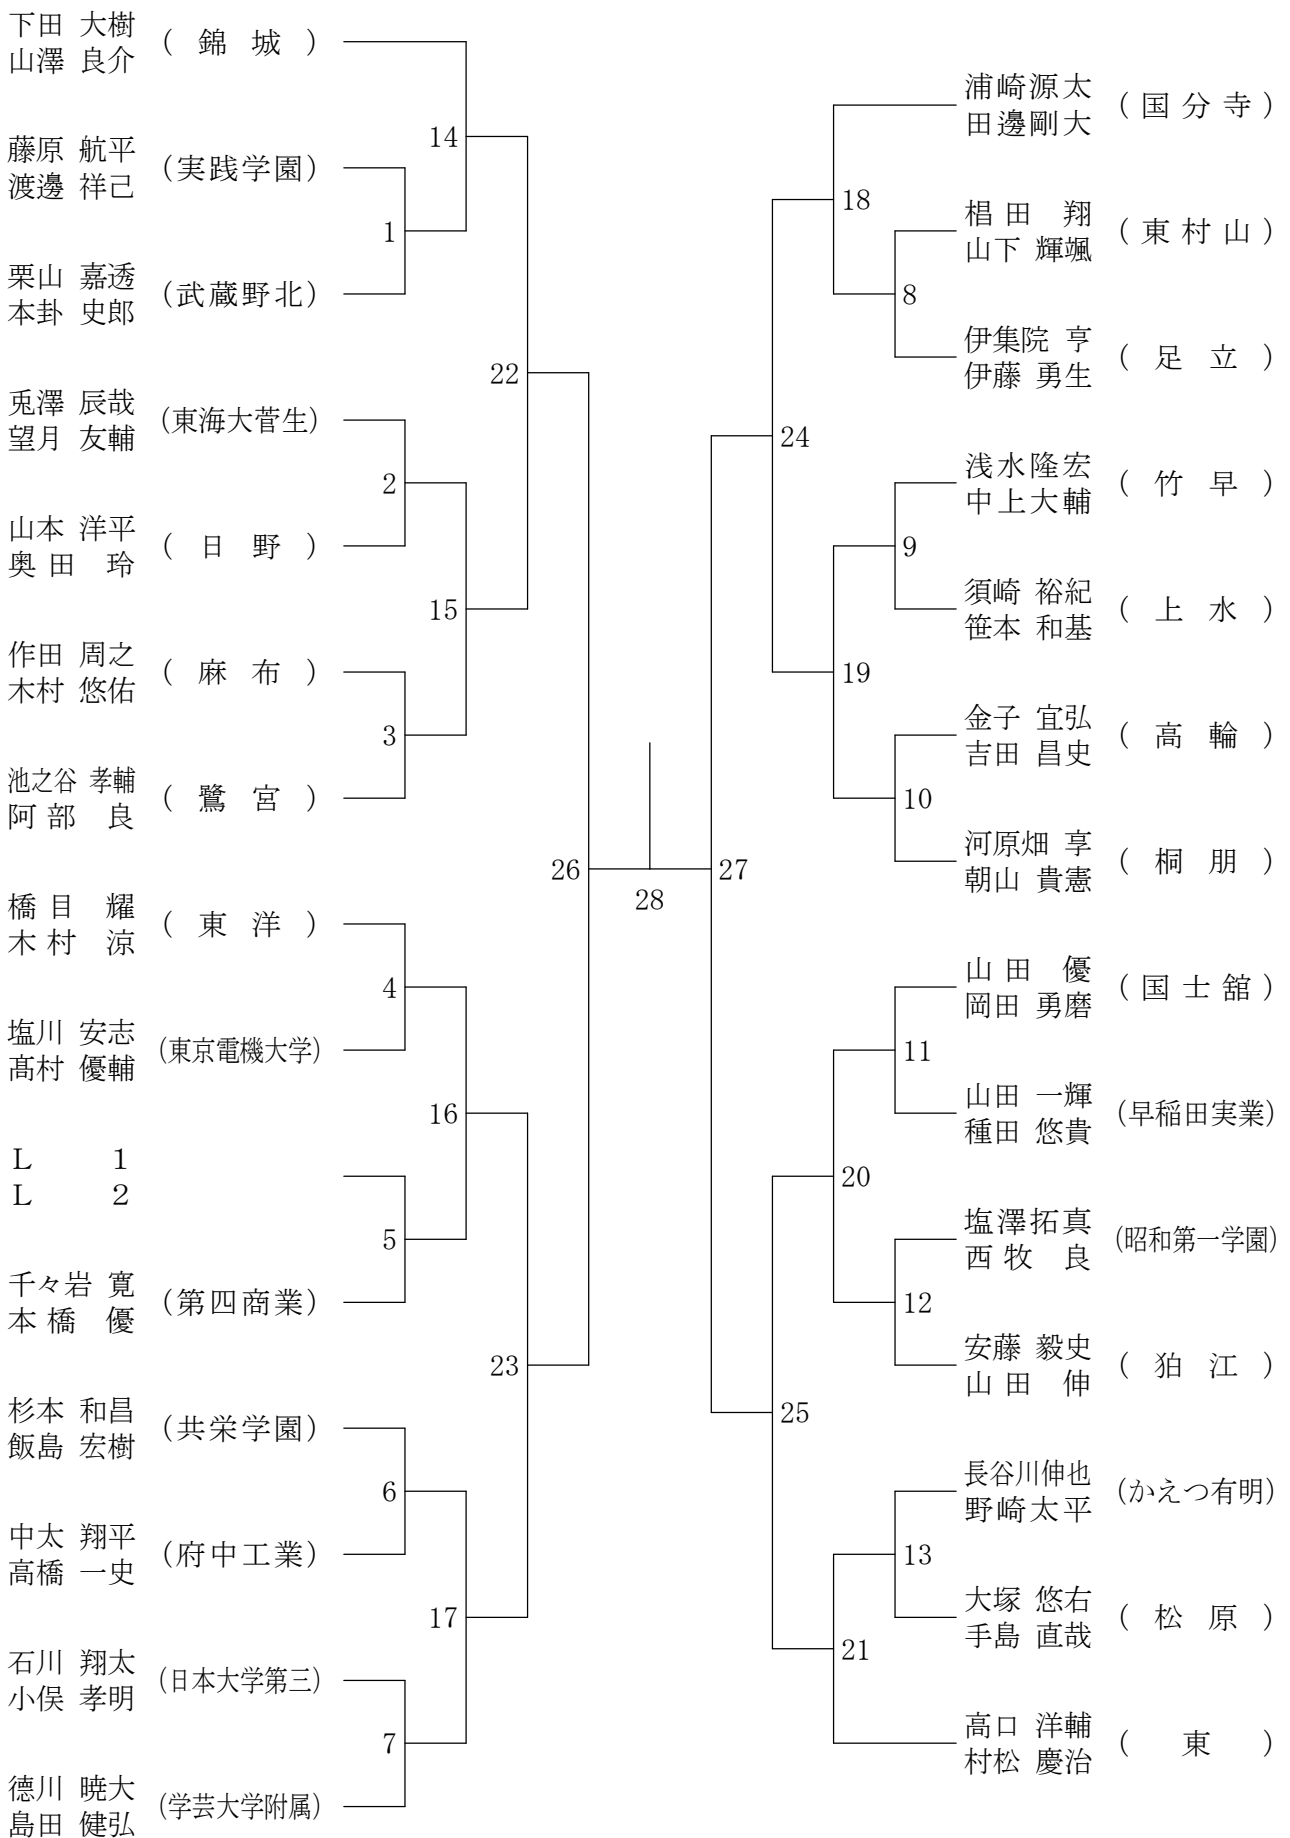 下田 大樹
山澤 良介
( 錦 城 )
藤原 航平
渡邊 祥己
(実践学園)
栗山 嘉透
本卦 史郎
(武蔵野北)
兎澤 辰哉
望月 友輔
(東海大菅生)
山本 洋平
奥田 玲
( 日 野 )
作田 周之
木村 悠佑
( 麻 布 )
池之谷 孝輔
阿部 良
( 鷺 宮 )
橋目 耀
木村 涼
( 東 洋 )
塩川 安志
髙村 優輔
(東京電機大学)
L 1
L 2
千々岩 寛
本橋 優
(第四商業)
杉本 和昌
飯島 宏樹
(共栄学園)
中太 翔平
高橋 一史
(府中工業)
石川 翔太
小俣 孝明
(日本大学第三)
德川 暁大
島田 健弘
(学芸大学附属)
1
2
3
4
5
6
7
14
15
16
17
22
23
26
28
27
24
25
18
19
20
21
8
9
10
11
12
13
浦崎源太
田邊剛大
( 国 分 寺 )
椙田 翔
山下 輝颯
( 東 村 山 )
伊集院 亨
伊藤 勇生
( 足 立 )
浅水隆宏
中上大輔
( 竹 早 )
須崎 裕紀
笹本 和基
( 上 水 )
金子 宜弘
吉田 昌史
( 高 輪 )
河原畑 享
朝山 貴憲
( 桐 朋 )
山田 優
岡田 勇磨
( 国 士 舘 )
山田 一輝
種田 悠貴
(早稲田実業)
塩澤拓真
西牧 良
(昭和第一学園)
安藤 毅史
山田 伸
( 狛 江 )
長谷川伸也
野崎太平
(かえつ有明)
大塚 悠右
手島 直哉
( 松 原 )
高口 洋輔
村松 慶治
( 東 )